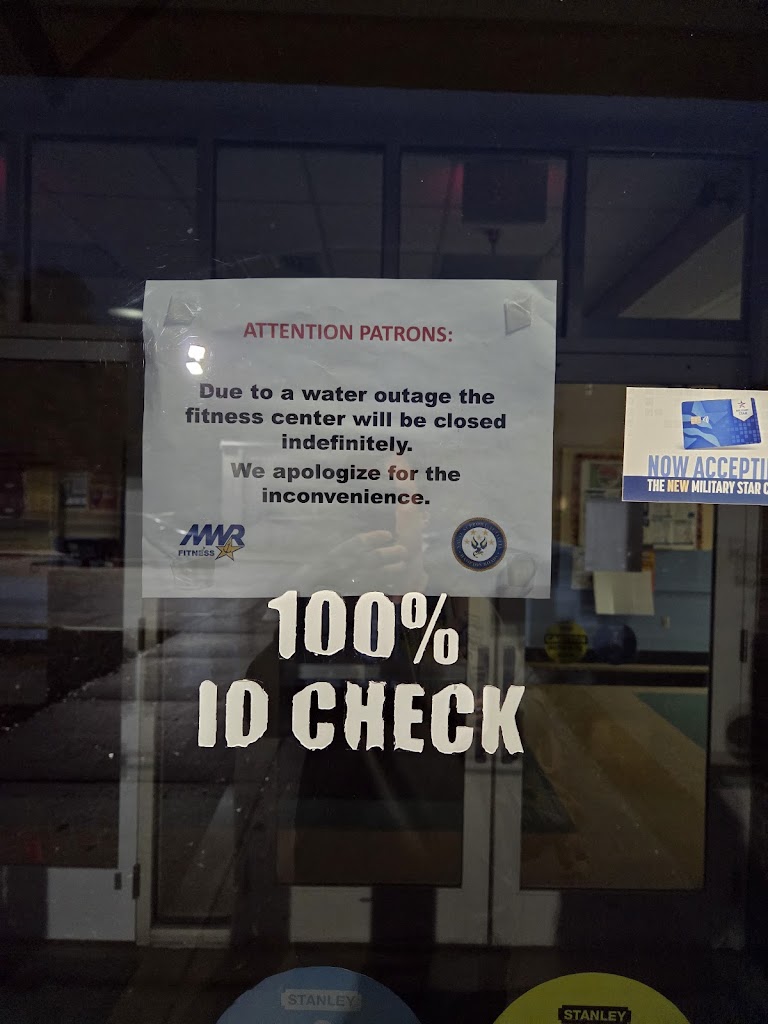 ATTENTION PATRONS:
Due to a water outage the
fitness center will be closed
indefinitely.
We apologize for the
inconvenience.
MWR
FITNESS
NOW ACCEPTI
THE NEW MILITARY STAR C
100%
ID CHECK
STANLEY
STANLEY